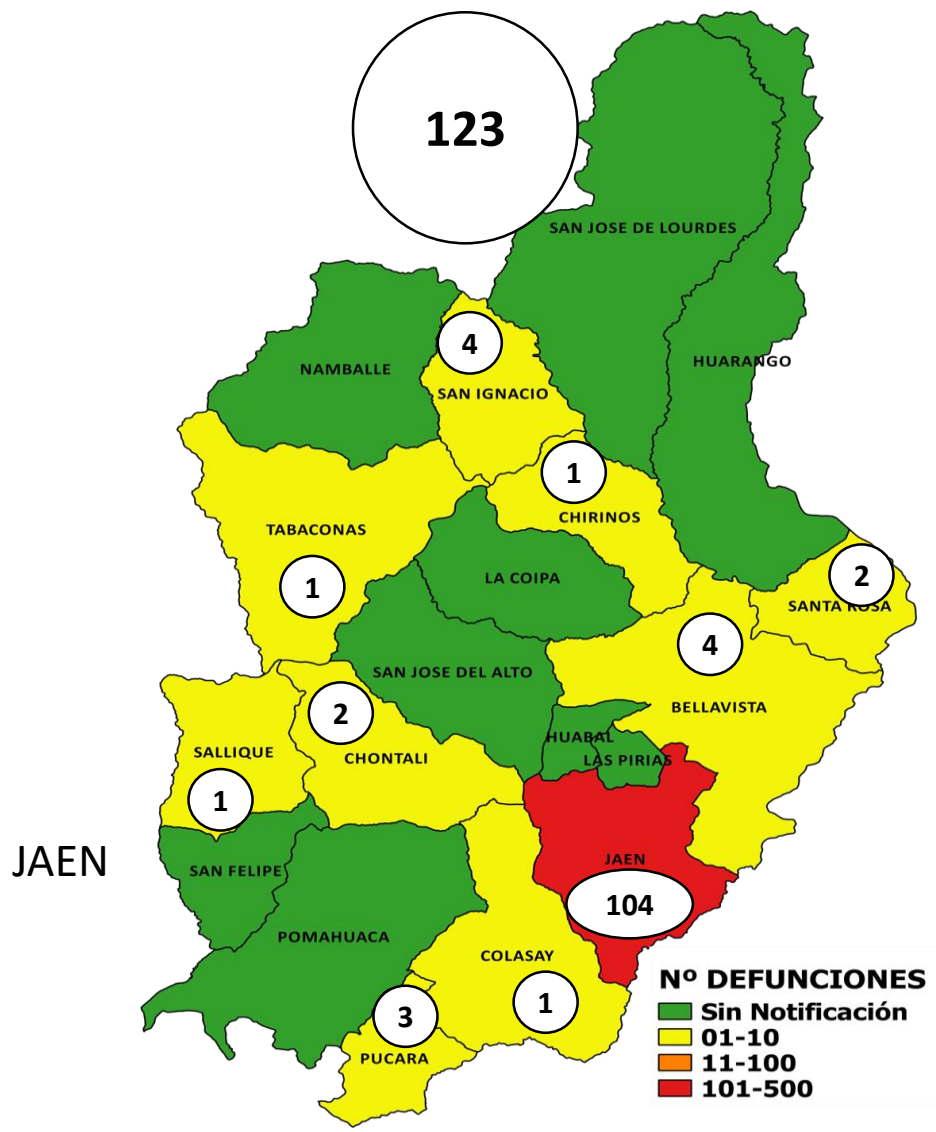 123
SAN JOSE DE LOURDES
4
HUARANGO
NAMBALLE
SAN IGNACIO
1
CHIRINOS
TABACONAS
1
LA COIPA
2
SANTA ROSA
4
SAN JOSE DEL ALTO
BELLAVISTA
2
HUABAL
SALLIQUE
CHONTALI
LAS PIRIAS
1
JAEN
JAEN
SAN FELIPE
104
POMAHUACA
COLASAY
3
1
PUCARA
Nº DEFUNCIONES
Sin Notificación
01-10
11-100
101-500